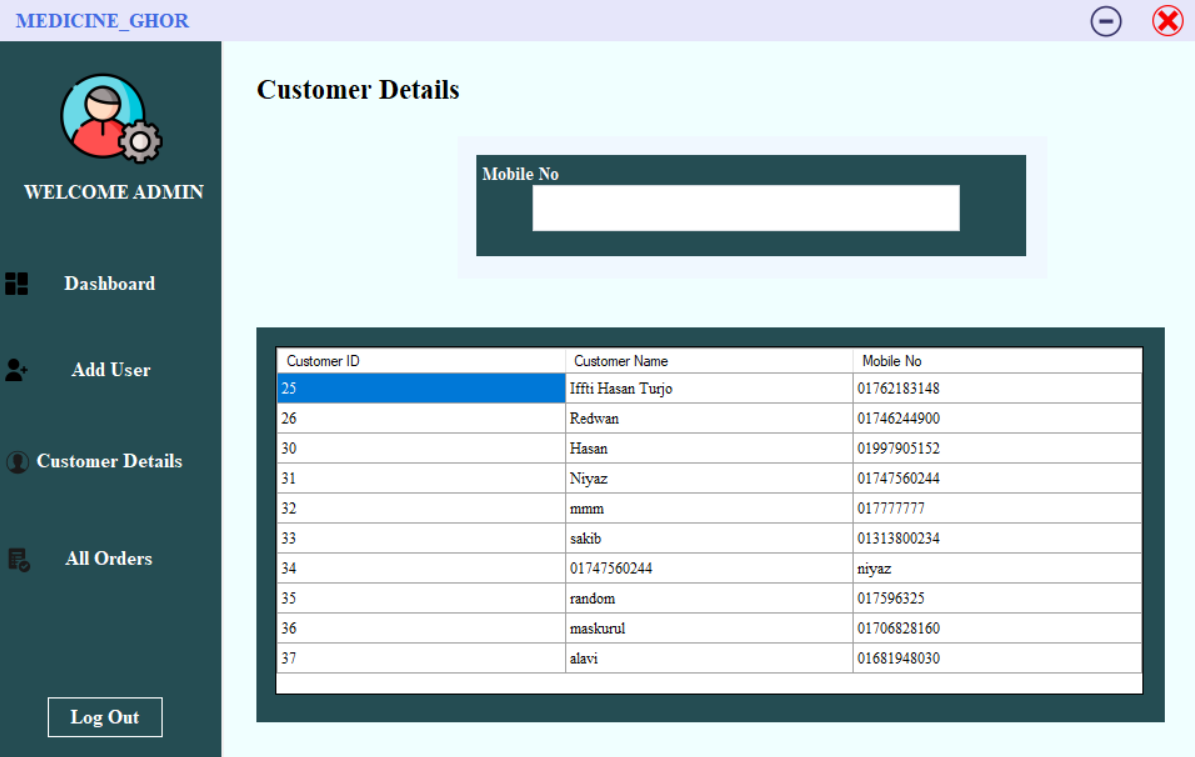 MEDICINE_GHOR
WELCOME ADMIN
Dashboard
Add User
Customer Details
All Orders
Log Out
Customer Details
Mobile No
Customer ID Customer Name Mobile No
25 Iffti Hasan Turjo 01762183148
26 Redwan 01746244900
30 Hasan 01997905152
31 Niyaz 01747560244
32 mmm 017777777
33 sakib 01313800234
34 01747560244 niyaz
35 random 017596325
36 maskurul 01706828160
37 alavi 01681948030